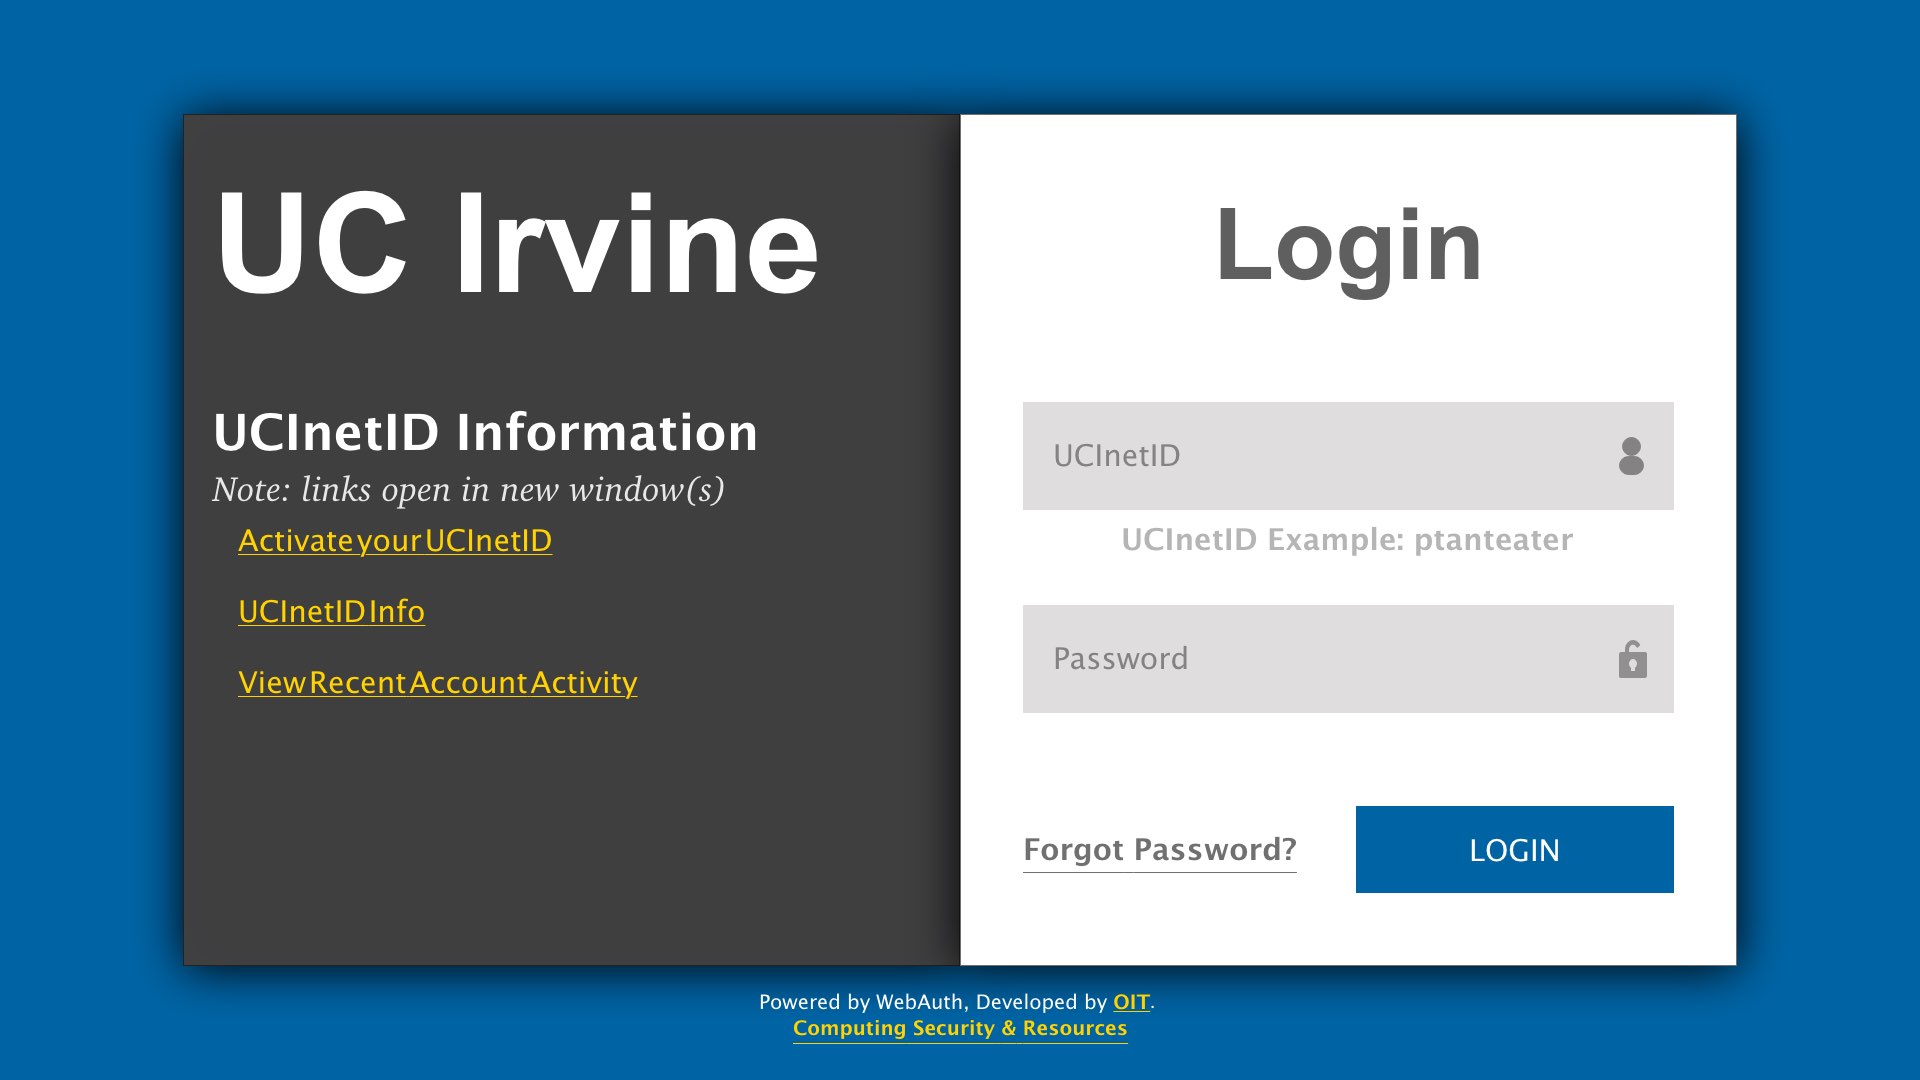 UC Irvine
UCInetID Information
Note: links open in new window(s)
Activate your UCInetID
UCInetID Info
View Recent Account Activity
Login
UCInetID
UCInetID Example: ptanteater
Password
Forgot Password?
LOGIN
Powered by WebAuth, Developed by OIT.
Computing Security & Resources